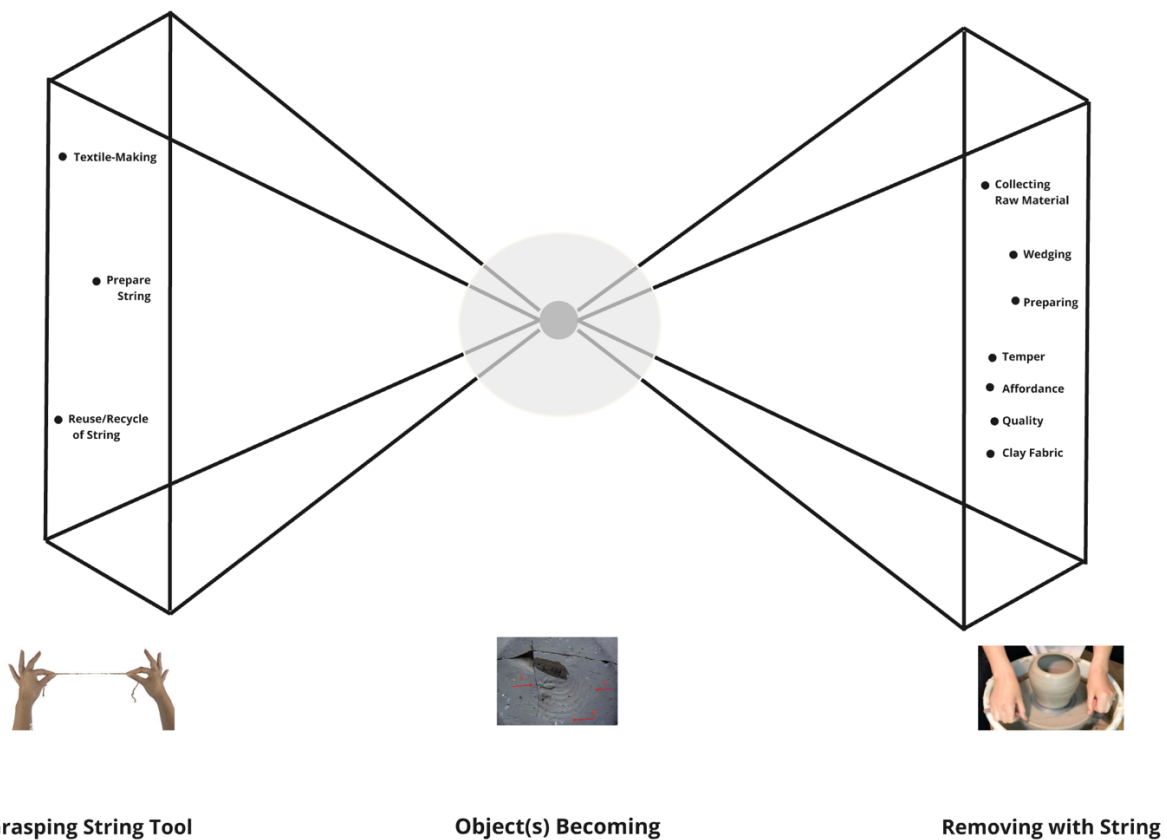 Textile-Making
Prepare
String
Reuse/Recycle
of String
Collecting
Raw Material
Wedging
Preparing
Temper
Affordance
Quality
Clay Fabric
rasping String Tool
Object(s) Becoming
Removing with String